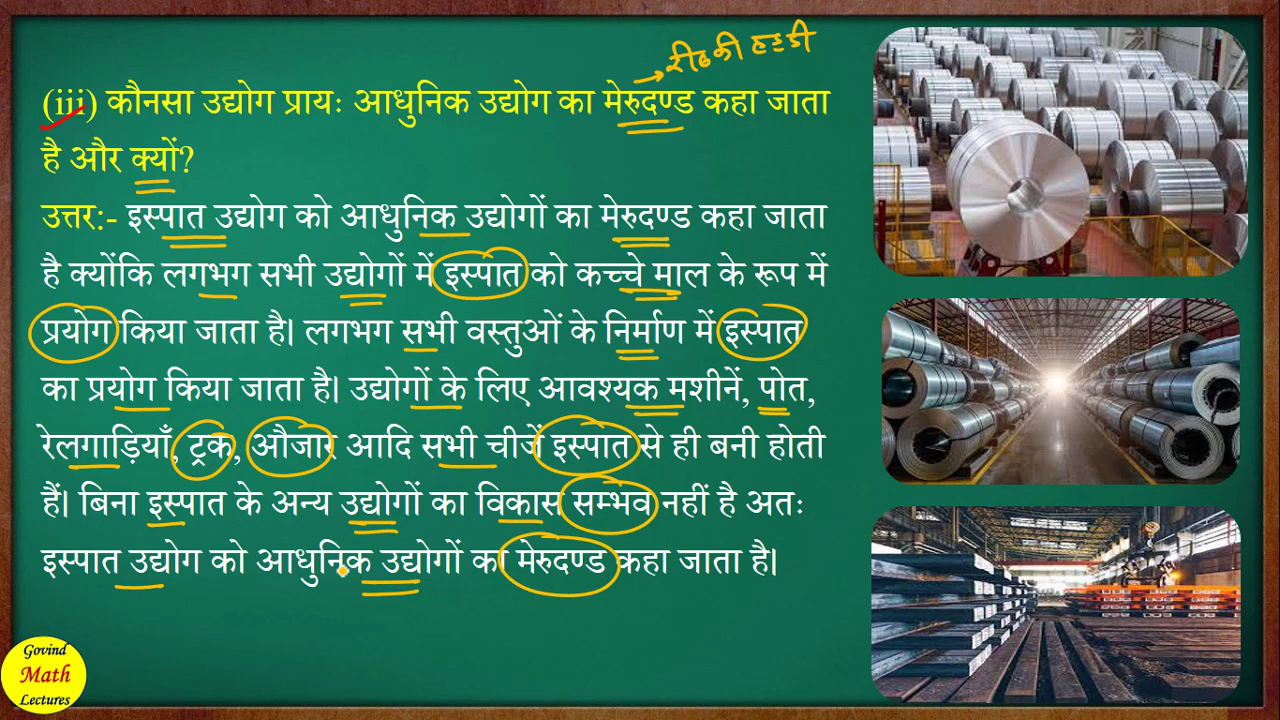 रीढ की हड्डी
(iii) कौनसा उद्योग प्रायः आधुनिक उद्योग का मेरुदण्ड कहा जाता
है और क्यों?
उत्तर:- इस्पात उद्योग को आधुनिक उद्योगों का मेरुदण्ड कहा जाता
है क्योंकि लगभग सभी उद्योगों में इस्पात को कच्चे माल के रूप में
प्रयोग किया जाता है। लगभग सभी वस्तुओं के निर्माण में इस्पात
का प्रयोग किया जाता है। उद्योगों के लिए आवश्यक मशीनें, पोत,
रेलगाड़ियाँ, ट्रक, औजार आदि सभी चीजें इस्पात से ही बनी होती
हैं। बिना इस्पात के अन्य उद्योगों का विकास सम्भव नहीं है अतः
इस्पात उद्योग को आधुनिक उद्योगों का मेरुदण्ड कहा जाता है।
Govind
Math
Lectures